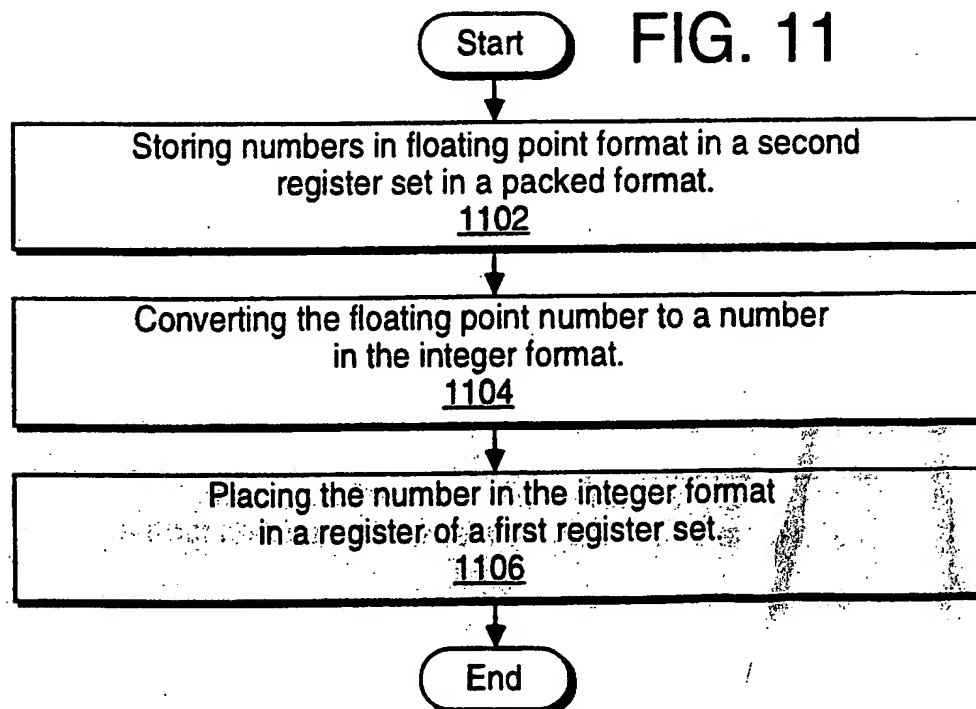 Start
FIG. 11
Storing numbers in floating point format in a second
register set in a packed format.
1102
Converting the floating point number to a number
in the integer format.
1104
Placing the number in the integer format
in a register of a first register set.
1106
End